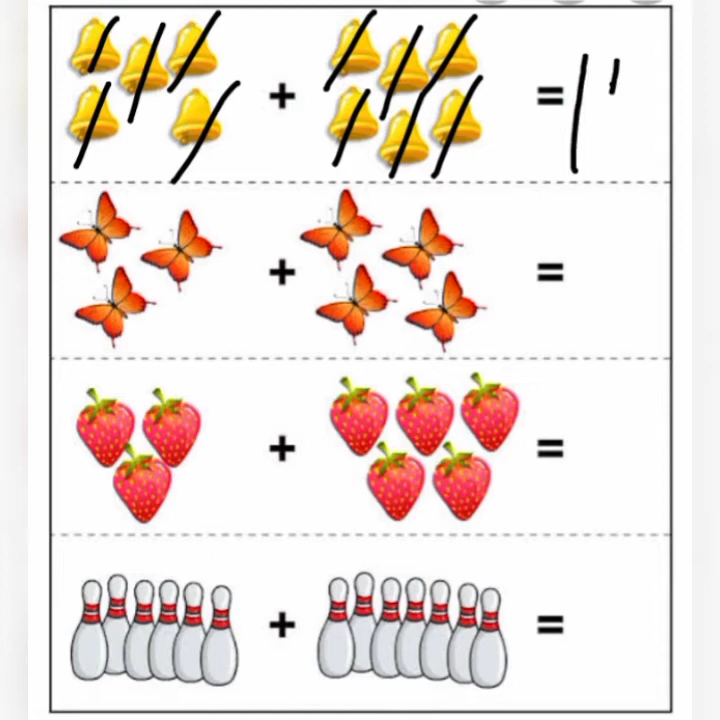 + = 11
+ =
+ =
+ =